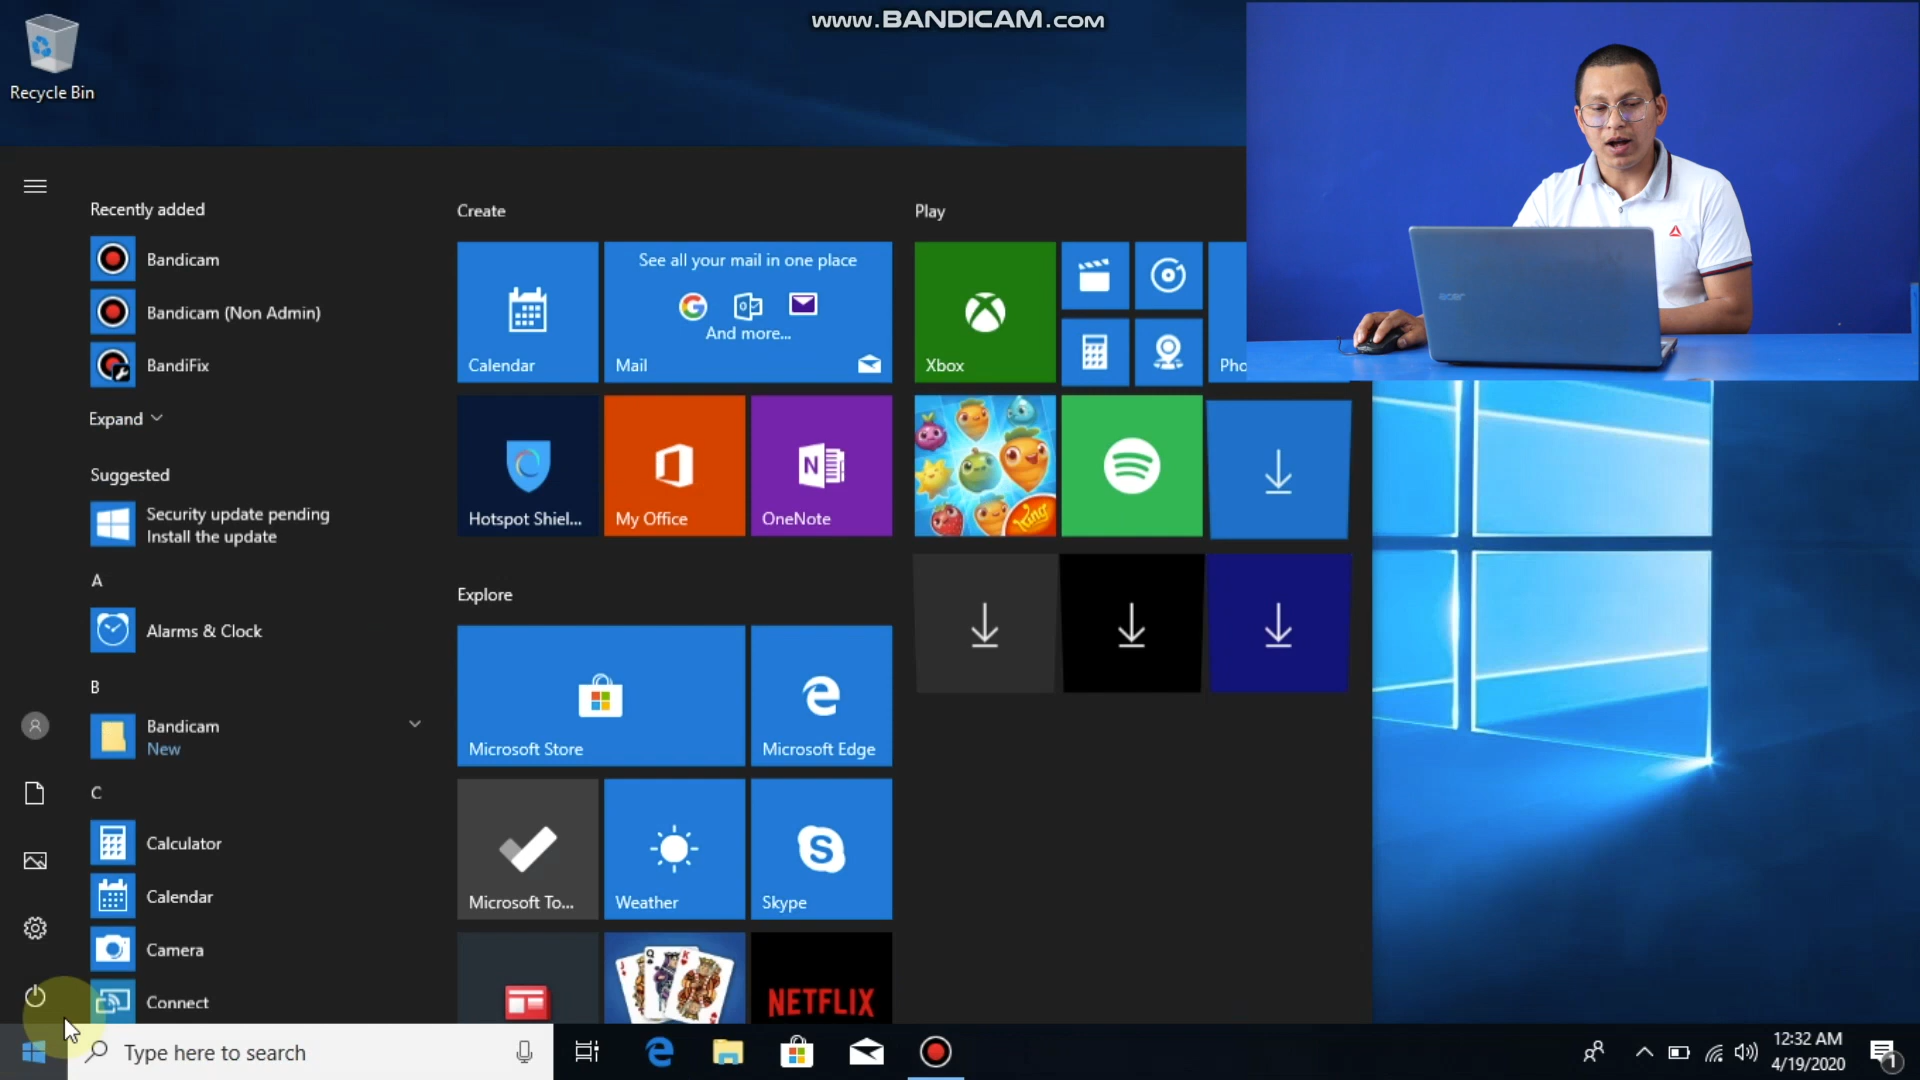 www.BANDICAM.com
Recycle Bin
Recently added
Bandicam
Bandicam (Non Admin)
BandiFix
Expand
Suggested
Security update pending
Install the update
A
Alarms & Clock
B
Bandicam
New
C
Calculator
Calendar
Camera
Connect
Create
Calendar
See all your mail in one place
And more...
Mail
Hotspot Shiel...
My Office
N
OneNote
Explore
Microsoft Store
Microsoft Edge
Microsoft To...
Weather
Skype
NETFLIX
Play
Xbox
Pho
King
acer
Type here to search
12:32 AM
4/19/2020
1